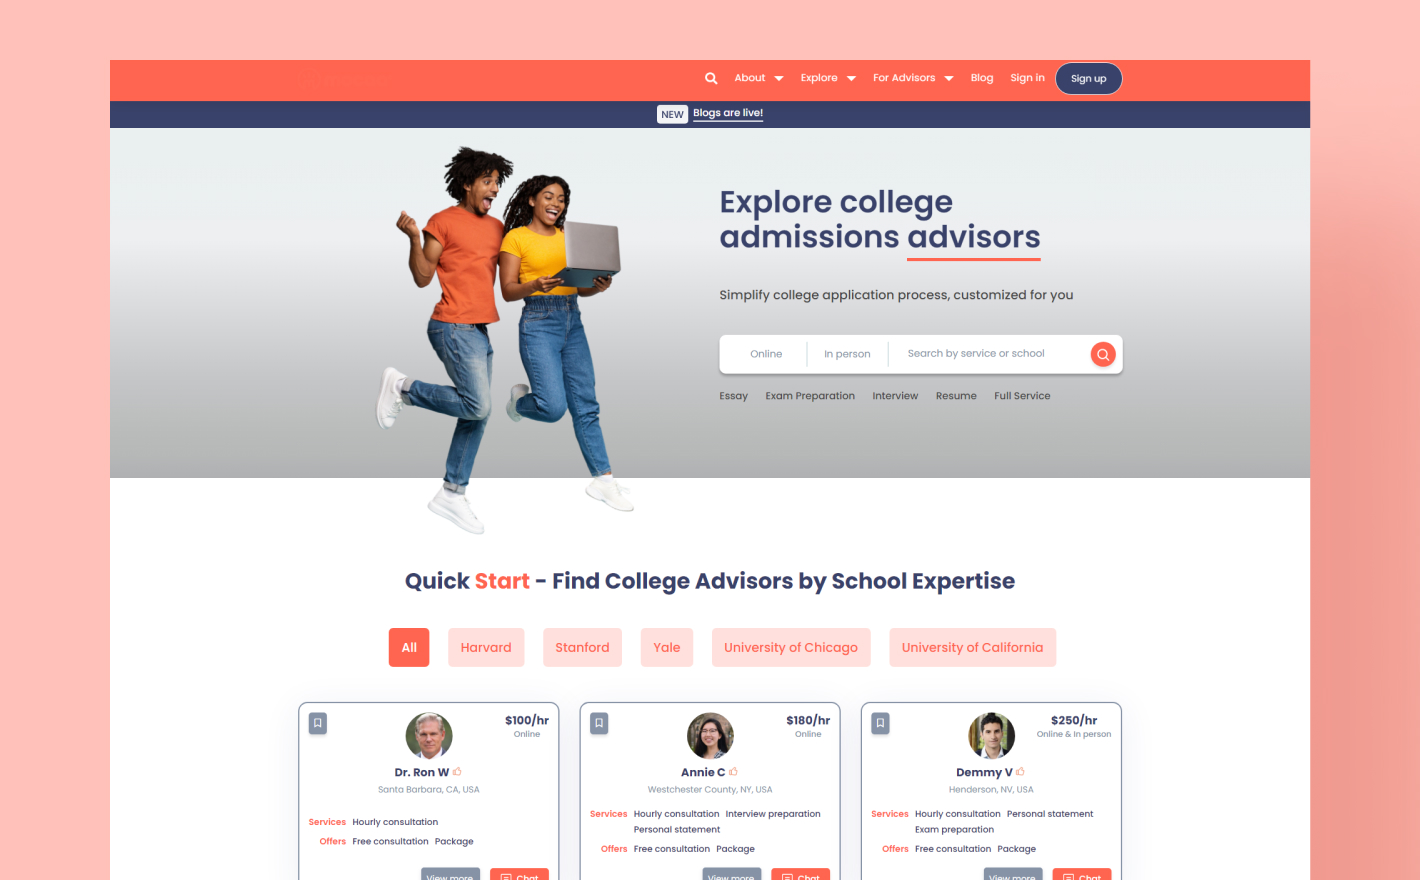 About Explore For Advisors Blog Sign in Sign up
NEW Blogs are live!
Explore college
admissions advisors
Simplify college application process, customized for you
Online In person Search by service or school
Essay Exam Preparation Interview Resume Full Service
Quick Start - Find College Advisors by School Expertise
All Harvard Stanford Yale University of Chicago University of California
$100/hr
Online
Dr. Ron W
Santa Barbara, CA, USA
Services Hourly consultation
Offers Free consultation Package
View more Chat
$180/hr
Online
Annie C
Westchester County, NY, USA
Services Hourly consultation Interview preparation
Personal statement
Offers Free consultation Package
View more Chat
$250/hr
Online & In person
Demmy V
Henderson, NV, USA
Services Hourly consultation Personal statement
Exam preparation
Offers Free consultation Package
View more Chat